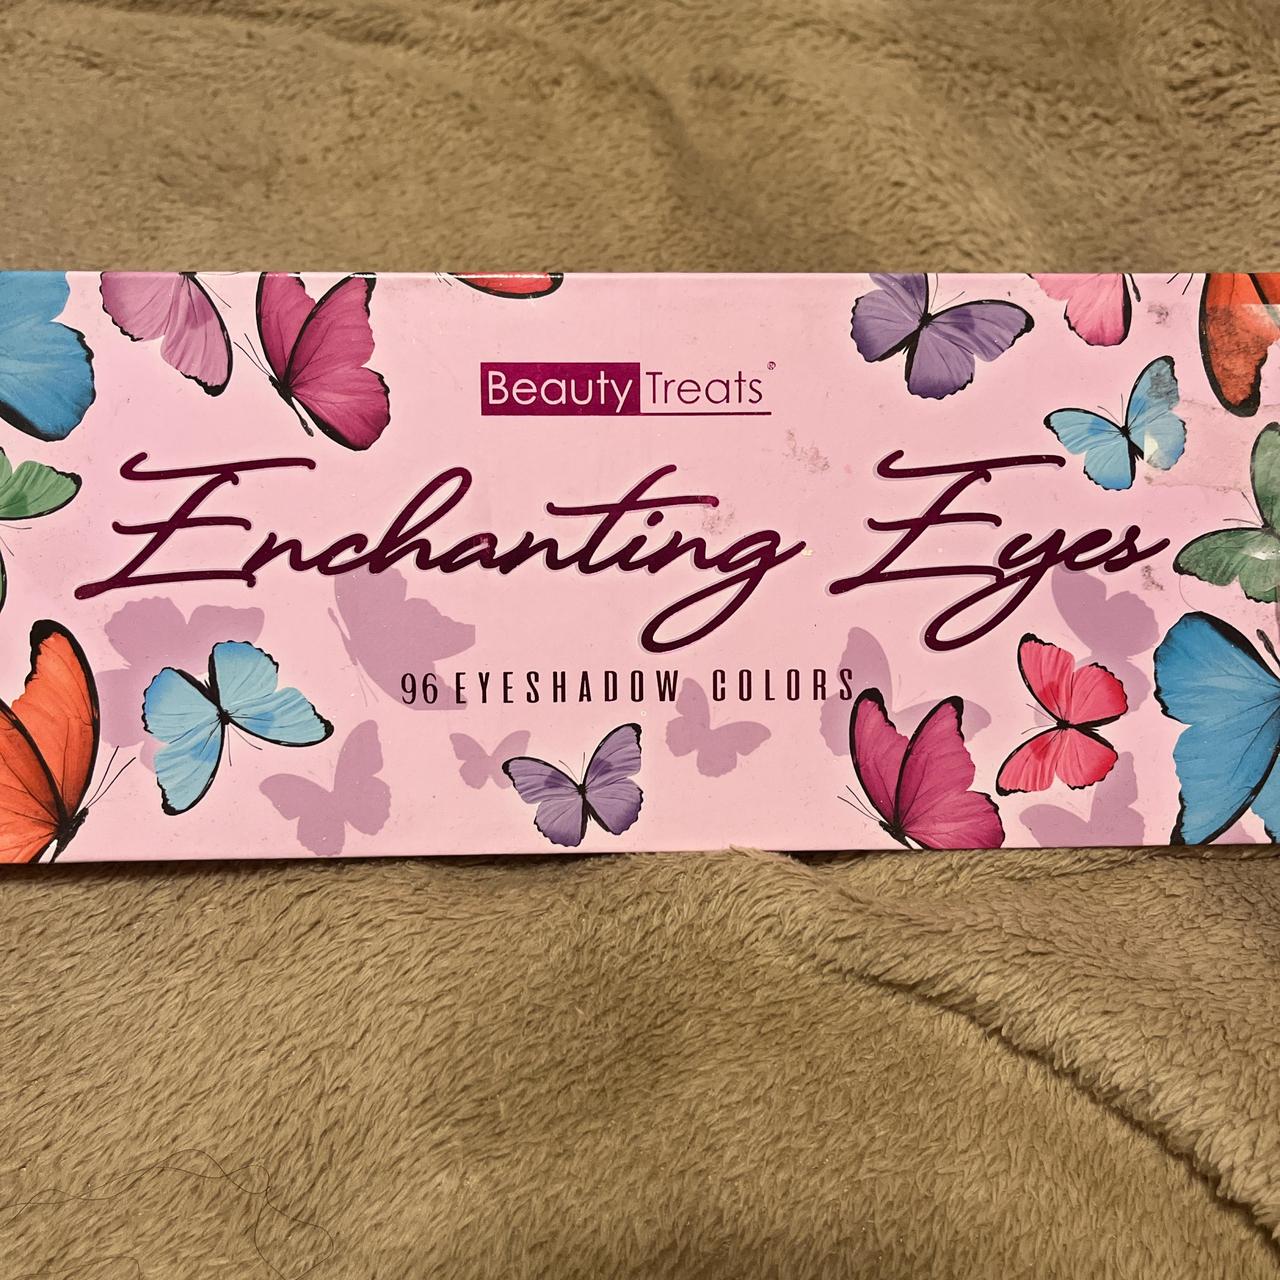 Beauty Treats®
Enchanting Eyes
96 EYESHADOW COLORS